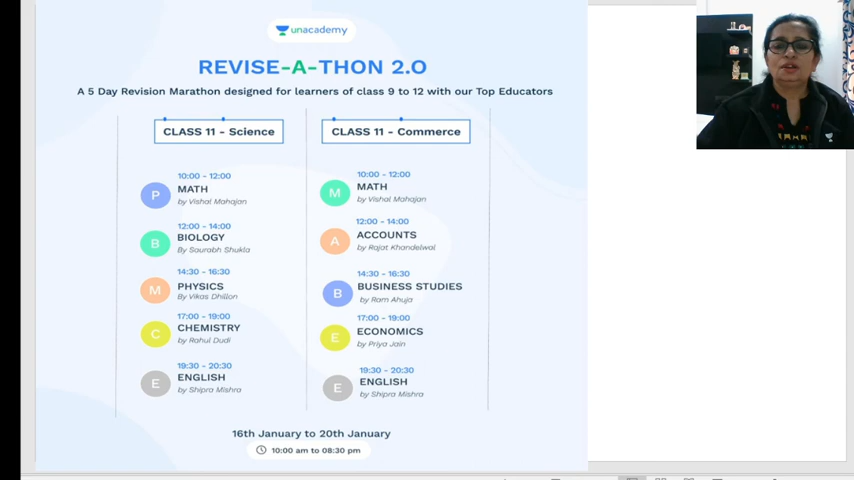 unacademy
REVISE-A-THON 2.O
A 5 Day Revision Marathon designed for learners of class 9 to 12 with our Top Educators
CLASS 11 - Science
10:00 - 12:00
P
MATH
by Vishal Mahajan
12:00 - 14:00
B
BIOLOGY
By Saurabh Shukla
14:30 - 16:30
M
PHYSICS
By Vikas Dhillon
17:00 - 19:00
C
CHEMISTRY
by Rahul Dudi
19:30 - 20:30
E
ENGLISH
by Shipra Mishra
CLASS 11 - Commerce
10:00 - 12:00
M
MATH
by Vishal Mahajan
12:00 - 14:00
A
ACCOUNTS
by Rajat Khandelwal
14:30 - 16:30
B
BUSINESS STUDIES
by Ram Ahuja
17:00 - 19:00
E
ECONOMICS
by Priya Jain
19:30 - 20:30
E
ENGLISH
by Shipra Mishra
16th January to 20th January
10:00 am to 08:30 pm